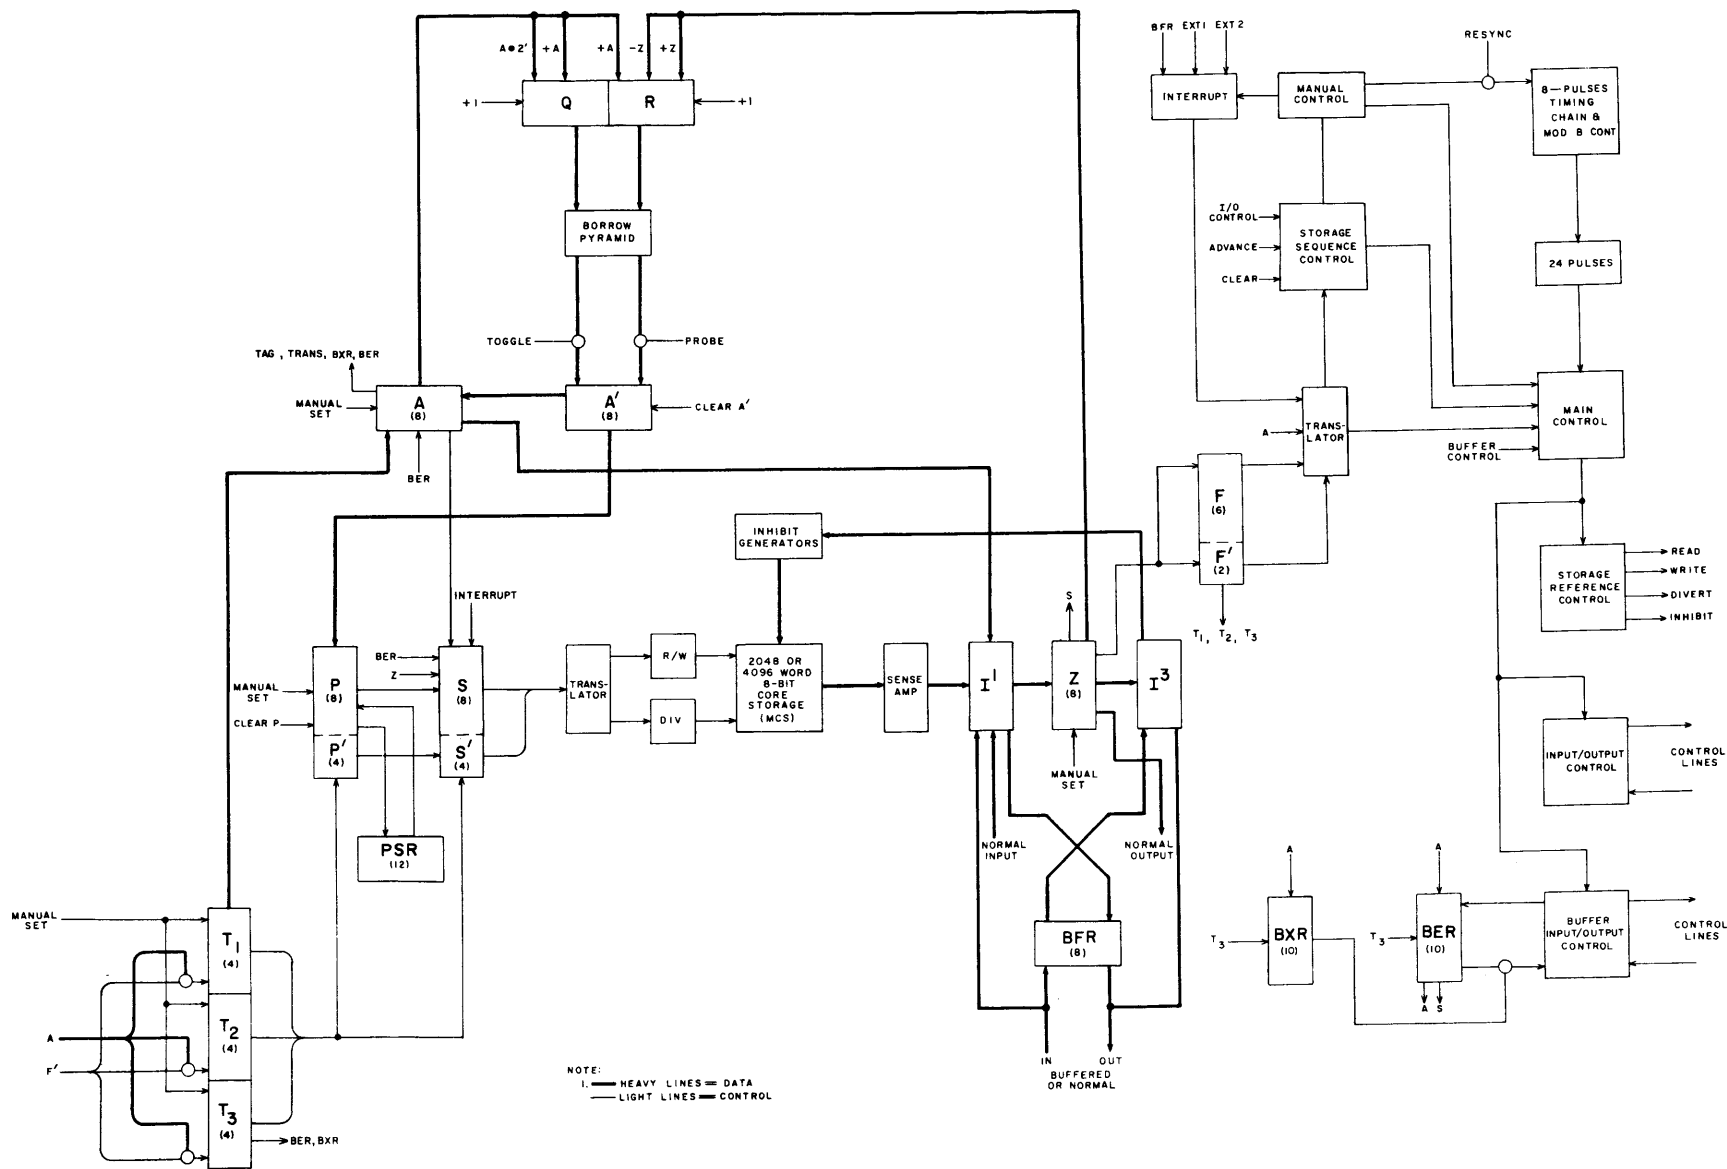 A⊕2' +A +A -Z +Z
+1 Q R +1
BORROW
PYRAMID
TOGGLE PROBE
TAG, TRANS, BXR, BER
MANUAL
SET
A
(8)
A'
(8)
CLEAR A'
BER
INHIBIT
GENERATORS
INTERRUPT
BER
Z
MANUAL
SET
CLEAR P
P
(8)
P'
(4)
S
(8)
S'
(4)
PSR
(12)
TRANS-
LATOR
R/W
DIV
2048 OR
4096 WORD
8-BIT
CORE
STORAGE
(MCS)
SENSE
AMP
I1
S
Z
(8)
I3
MANUAL
SET
NORMAL
INPUT
NORMAL
OUTPUT
BFR
(8)
IN OUT
BUFFERED
OR NORMAL
MANUAL
SET
T1
(4)
T2
(4)
T3
(4)
A
F'
BER, BXR
NOTE:
1. HEAVY LINES = DATA
LIGHT LINES = CONTROL
BFR EXT1 EXT2
INTERRUPT
MANUAL
CONTROL
RESYNC
8-PULSES
TIMING
CHAIN &
MOD B CONT
24 PULSES
I/O
CONTROL
ADVANCE
CLEAR
STORAGE
SEQUENCE
CONTROL
A
TRANS-
LATOR
BUFFER
CONTROL
MAIN
CONTROL
F
(6)
F'
(2)
T1, T2, T3
STORAGE
REFERENCE
CONTROL
READ
WRITE
DIVERT
INHIBIT
INPUT/OUTPUT
CONTROL
CONTROL
LINES
A
T3
BXR
(10)
A
T3
BER
(10)
A S
BUFFER
INPUT/OUTPUT
CONTROL
CONTROL
LINES